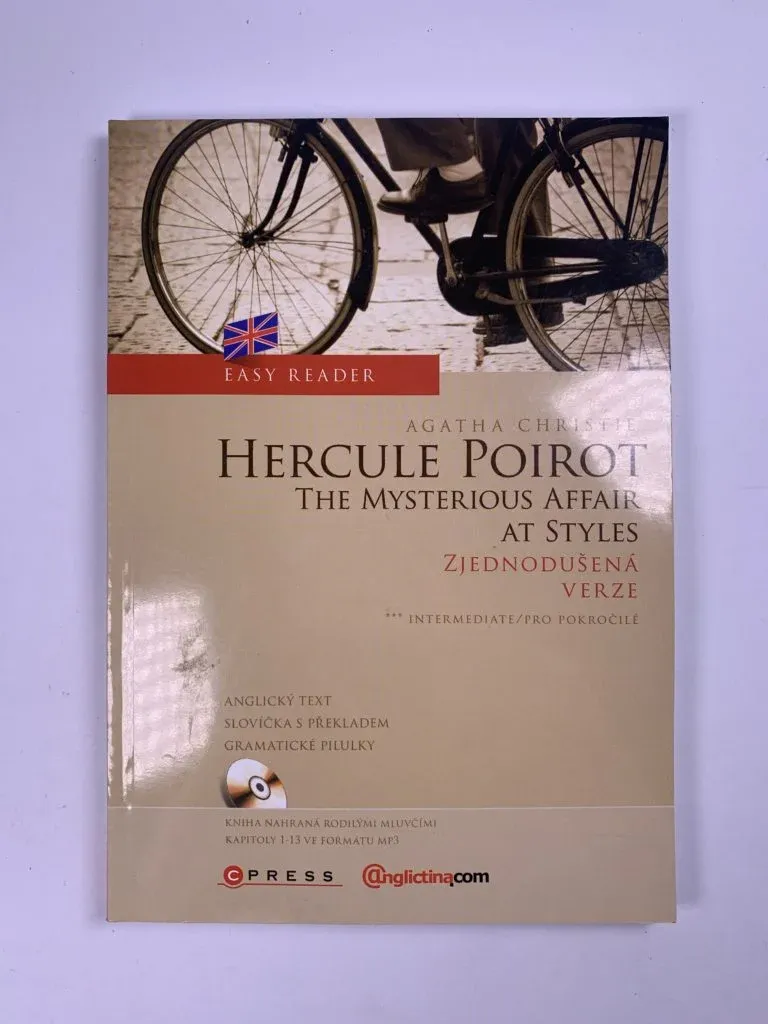 EASY READER
AGATHA CHRISTIE
HERCULE POIROT
THE MYSTERIOUS AFFAIR
AT STYLES
ZJEDNODUŠENÁ
VERZE
*** INTERMEDIATE/PRO POKROČILÉ
ANGLICKÝ TEXT
SLOVÍČKA S PŘEKLADEM
GRAMATICKÉ PILULKY
KNIHA NAHRANÁ RODILÝMI MLUVČÍMI
KAPITOLY 1-13 VE FORMÁTU MP3
CPRESS @nglictina.com